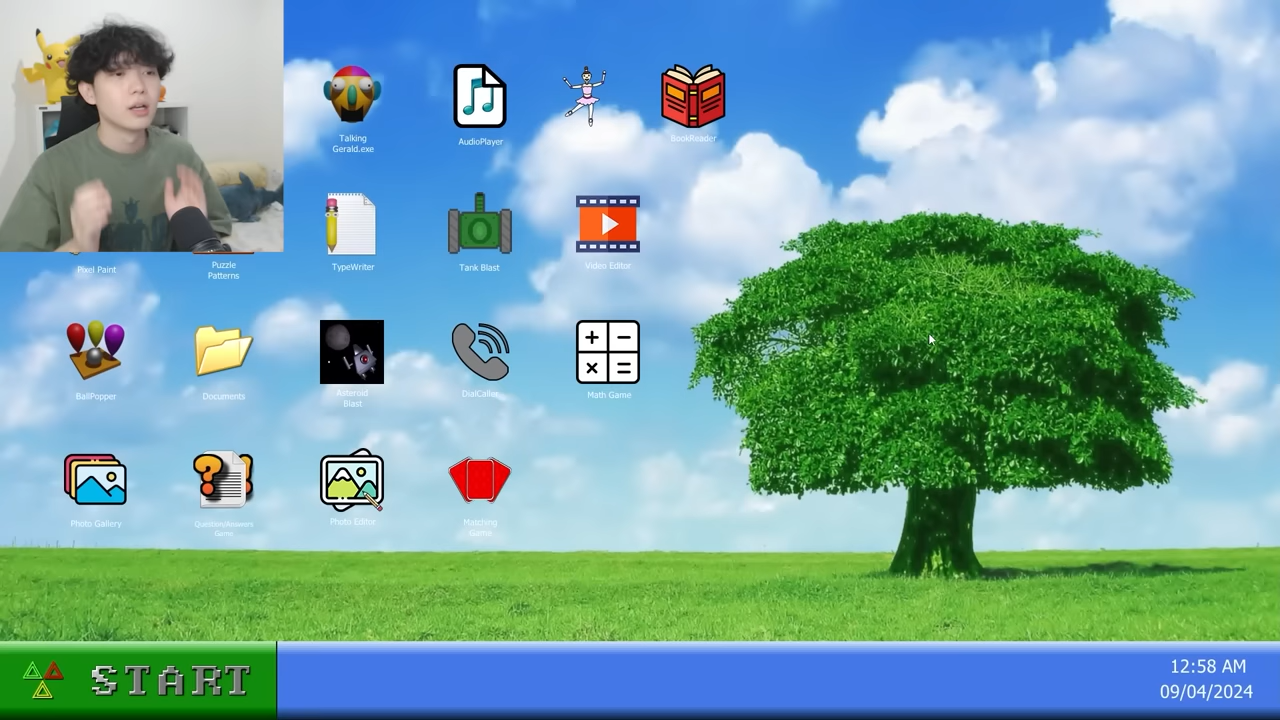 Talking
Gerald.exe
AudioPlayer
BookReader
Pixel Paint
Puzzle
Patterns
TypeWriter
Tank Blast
Video Editor
BallPopper
Documents
Asteroid
Blast
DialCaller
Math Game
Photo Gallery
Question/Answers
Game
Photo Editor
Matching
Game
START
12:58 AM
09/04/2024